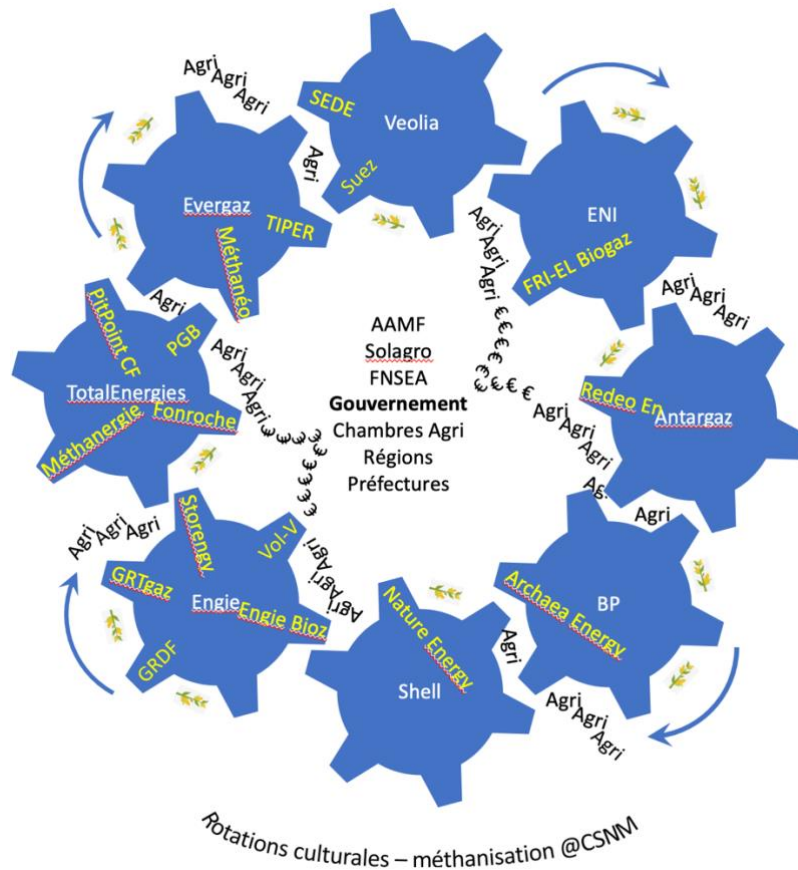 Agri
Agri
Agri
SEDE
Veolia
Suez
Agri
Evergaz
TIPER
Méthanéo
ENI
FRI-EL Biogaz
Agri
Agri
Agri
€ € € € € € € € € € €
Agri
Agri
Agri
Agri
PitPoint CF
PGB
TotalEnergies
Fonroche
Méthanergie
Agri
Agri
Agri
€ € € € € € € € € €
AAMF
Solagro
FNSEA
Gouvernement
Chambres Agri
Régions
Préfectures
Redeo En
Antargaz
Agri
Agri
Agri
Ag.
Agri
Agri
Agri
Agri
Storengy
Vol-V
GRTgaz
Engie
Engie Bioz
GRDF
Agri
Agri
Agri
Nature Energy
Shell
Agri
BP
Archaea Energy
Agri
Agri
Agri
Rotations culturales – méthanisation @CSNM